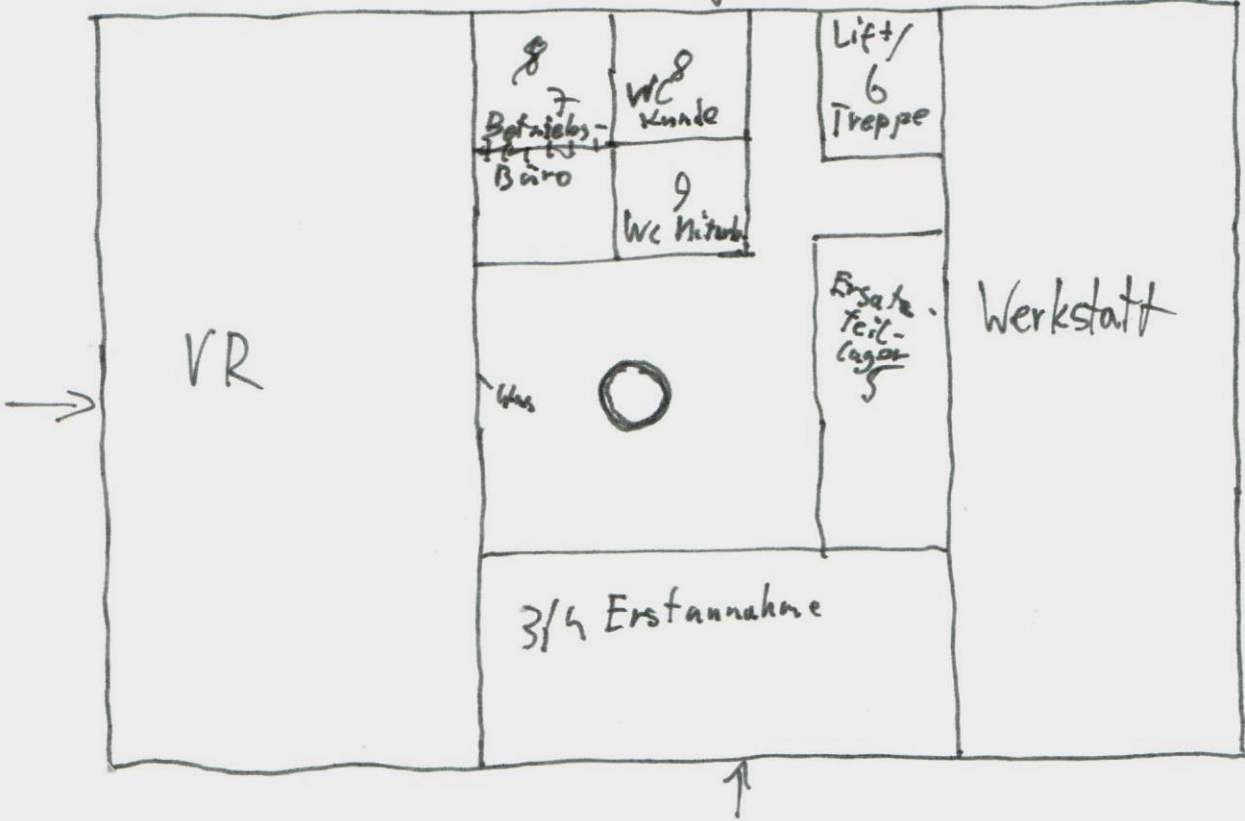 8
7
Betriebs-
Büro
WC 8
Kunde
9
WC Mitarb.
Lift/
6
Treppe
Ersatz-
teil-
lager
5
Werkstatt
VR
Glas
3/4 Erstannahme